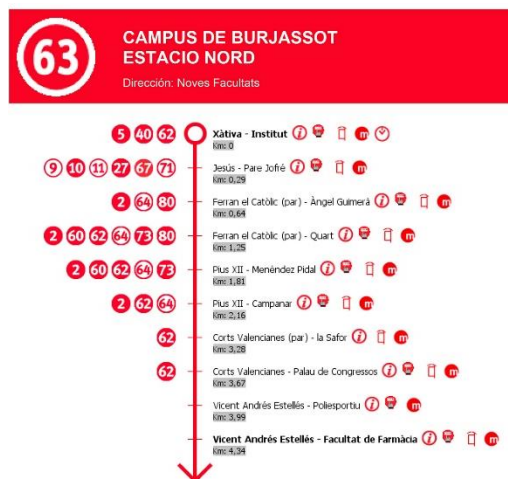 63
CAMPUS DE BURJASSOT
ESTACIO NORD
Dirección: Noves Facultats
5 40 62 Xàtiva - Institut i m
Km: 0
9 10 11 27 67 71 Jesús - Pare Jofré i m
Km: 0,29
2 64 80 Ferran el Catòlic (par) - Àngel Guimerà i m
Km: 0,64
2 60 62 64 73 80 Ferran el Catòlic (par) - Quart i m
Km: 1,25
2 60 62 64 73 Pius XII - Menéndez Pidal i m
Km: 1,81
2 62 64 Pius XII - Campanar i m
Km: 2,16
62 Corts Valencianes (par) - la Safor i m
Km: 3,28
62 Corts Valencianes - Palau de Congressos i m
Km: 3,67
Vicent Andrés Estellés - Poliesportiu i m
Km: 3,99
Vicent Andrés Estellés - Facultat de Farmàcia i m
Km: 4,34